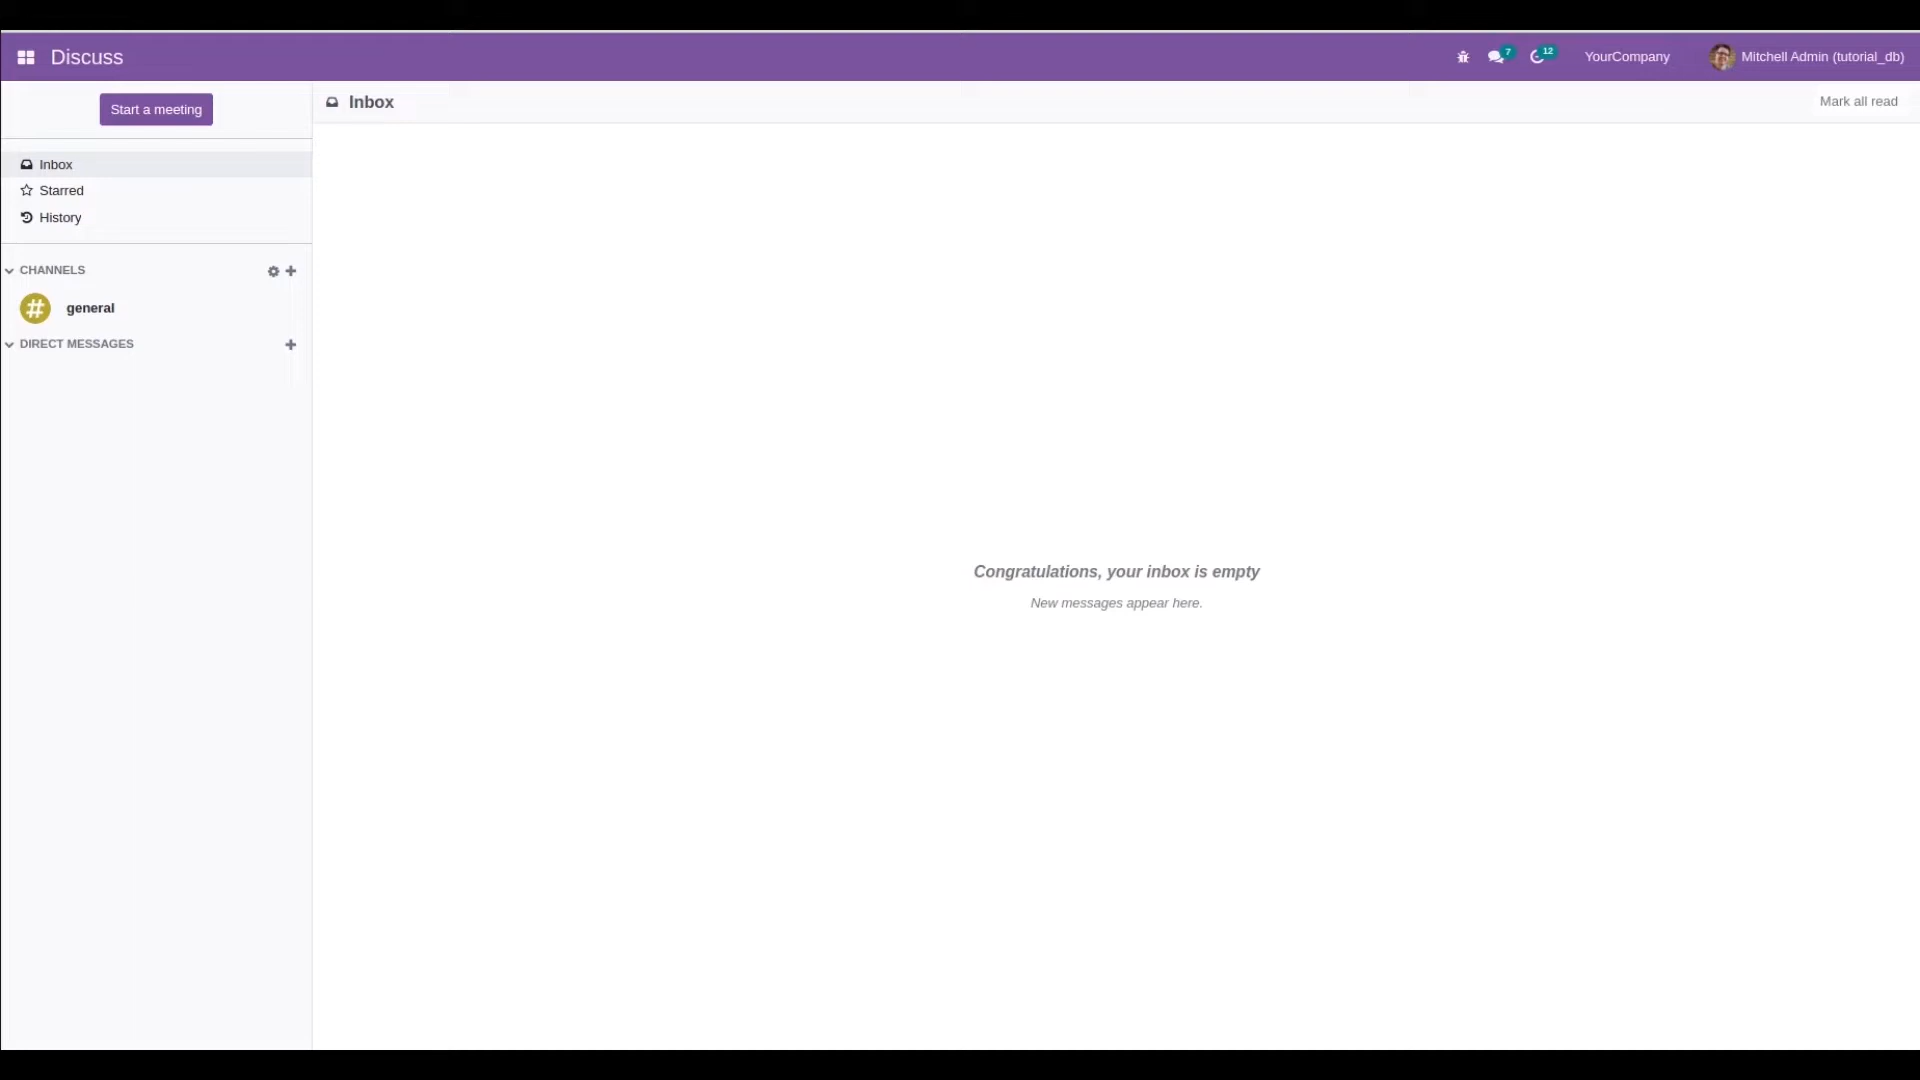 Discuss
7
12
YourCompany
Mitchell Admin (tutorial_db)
Start a meeting
Inbox
Mark all read
Inbox
Starred
History
CHANNELS
general
DIRECT MESSAGES
Congratulations, your inbox is empty
New messages appear here.